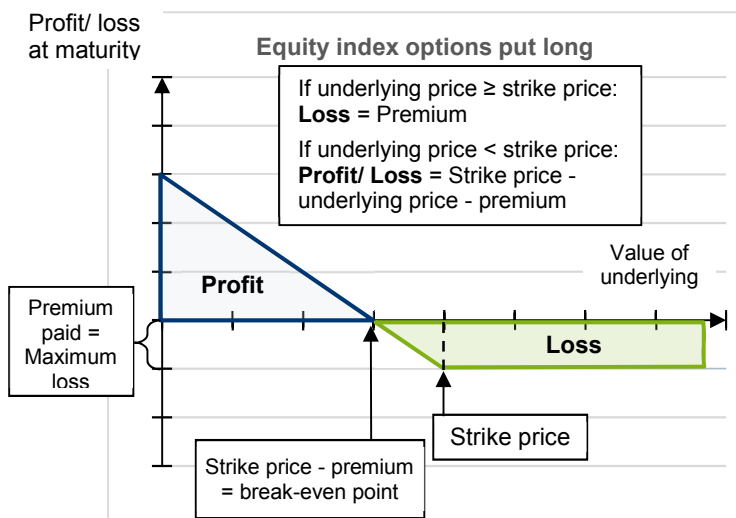 Profit/ loss
at maturity
Equity index options put long
If underlying price ≥ strike price:
Loss = Premium
If underlying price < strike price:
Profit/ Loss = Strike price -
underlying price - premium
Value of
underlying
Profit
Premium
paid =
Maximum
loss
Loss
Strike price
Strike price - premium
= break-even point